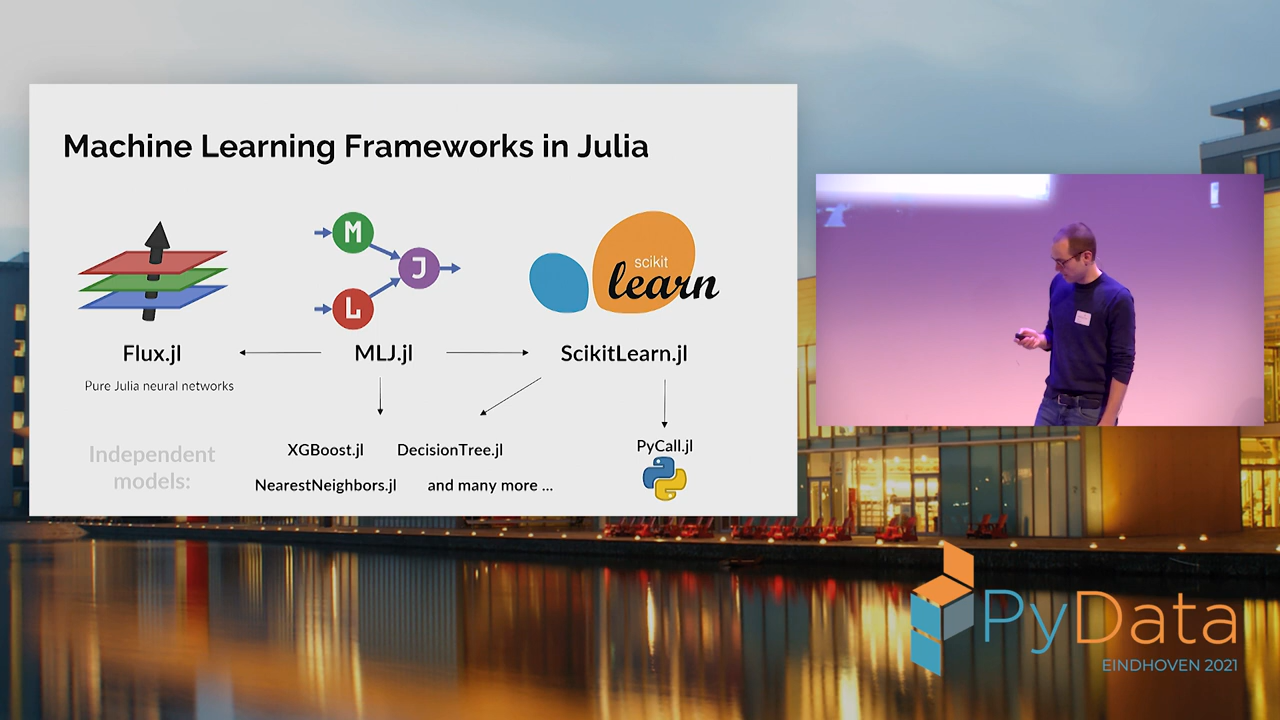 Machine Learning Frameworks in Julia
M
J
L
scikit
learn
Flux.jl
MLJ.jl
ScikitLearn.jl
Pure Julia neural networks
Independent
models:
XGBoost.jl
DecisionTree.jl
PyCall.jl
NearestNeighbors.jl
and many more ...
PyData
EINDHOVEN 2021